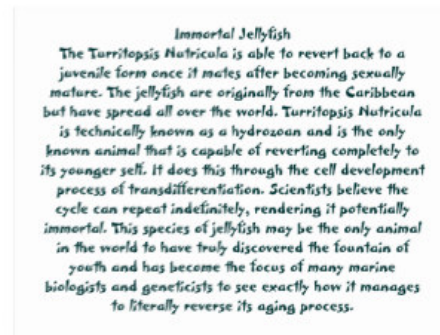 Immortal Jellyfish
The Turritopsis Nutricula is able to revert back to a
juvenile form once it mates after becoming sexually
mature. The jellyfish are originally from the Caribbean
but have spread all over the world. Turritopsis Nutricula
is technically known as a hydrozoan and is the only
known animal that is capable of reverting completely to
its younger self. It does this through the cell development
process of transdifferentiation. Scientists believe the
cycle can repeat indefinitely, rendering it potentially
immortal. This species of jellyfish may be the only animal
in the world to have truly discovered the fountain of
youth and has become the focus of many marine
biologists and geneticists to see exactly how it manages
to literally reverse its aging process.